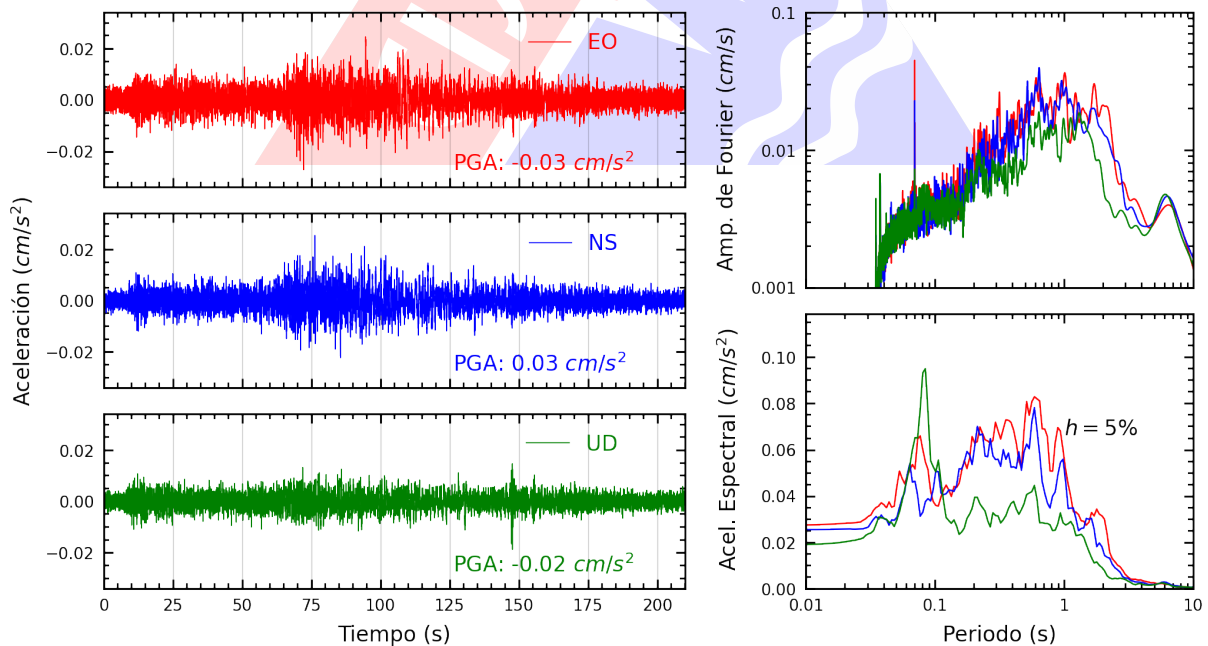 Aceleración (cm/s²)
0.02
0.00
−0.02
EO
PGA: -0.03 cm/s²
0.02
0.00
−0.02
NS
PGA: 0.03 cm/s²
0.02
0.00
−0.02
UD
PGA: -0.02 cm/s²
0 25 50 75 100 125 150 175 200
Tiempo (s)
Amp. de Fourier (cm/s)
0.1
0.01
0.001
Acel. Espectral (cm/s²)
0.10
0.08
0.06
0.04
0.02
0.00
h = 5%
0.01 0.1 1 10
Periodo (s)